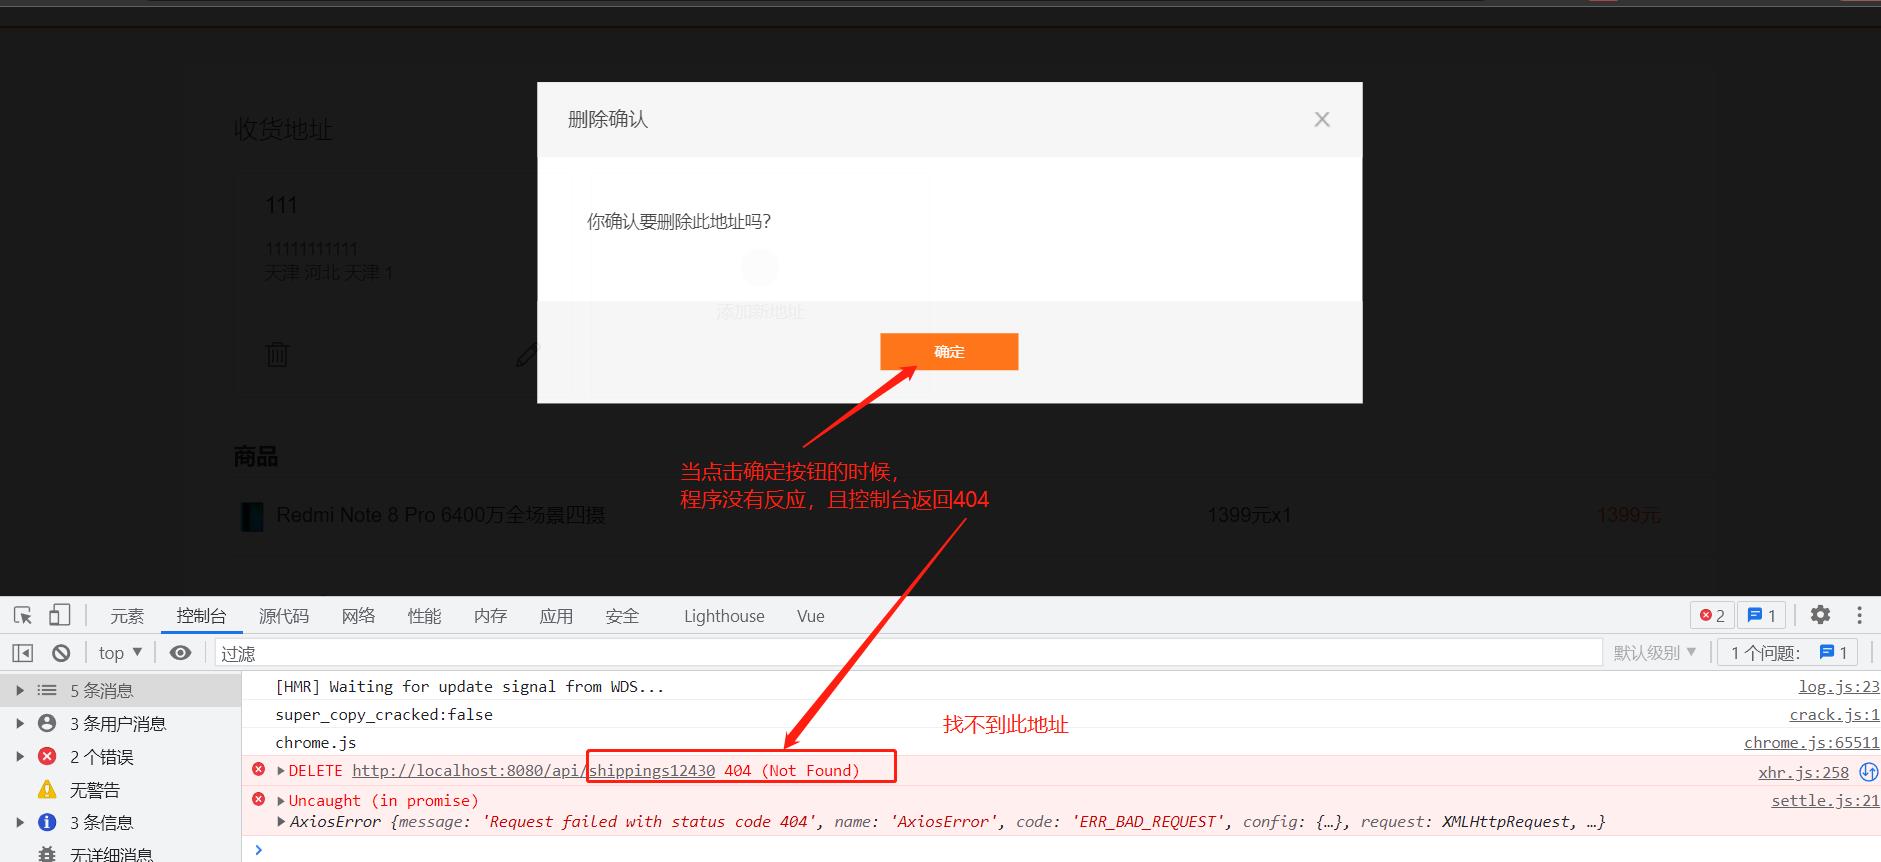 删除确认
收货地址
111
11111111111
天津 河北 天津 1
你确认要删除此地址吗?
添加新地址
确定
当点击确定按钮的时候，
程序没有反应，且控制台返回404
商品
Redmi Note 8 Pro 6400万全场景四摄
1399元x1
1399元
元素 控制台 源代码 网络 性能 内存 应用 安全 Lighthouse Vue
2
1
top
过滤
默认级别
1 个问题:
1
5 条消息
3 条用户消息
2 个错误
无警告
3 条信息
无详细消息
[HMR] Waiting for update signal from WDS...
log.js:23
super_copy_cracked:false
crack.js:1
找不到此地址
chrome.js
chrome.js:65511
DELETE http://localhost:8080/api/shippings12430 404 (Not Found)
xhr.js:258
Uncaught (in promise)
settle.js:21
AxiosError {message: 'Request failed with status code 404', name: 'AxiosError', code: 'ERR_BAD_REQUEST', config: {…}, request: XMLHttpRequest, …}